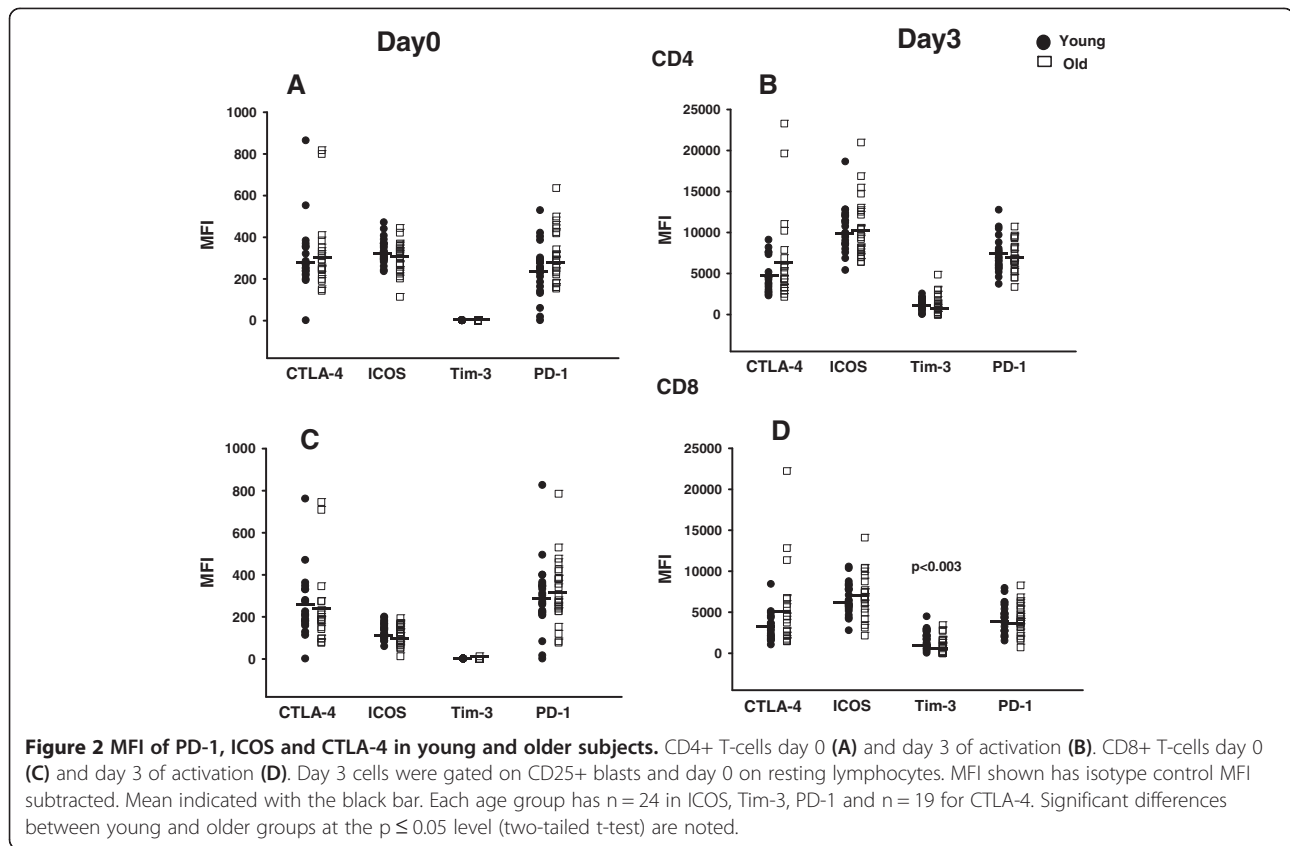 Day0
Day3
Young
Old
CD4
A
1000
800
600
400
200
0
MFI
CTLA-4 ICOS Tim-3 PD-1
B
25000
20000
15000
10000
5000
0
MFI
CTLA-4 ICOS Tim-3 PD-1
CD8
C
1000
800
600
400
200
0
MFI
CTLA-4 ICOS Tim-3 PD-1
D
25000
20000
15000
10000
5000
0
MFI
p<0.003
CTLA-4 ICOS Tim-3 PD-1
Figure 2 MFI of PD-1, ICOS and CTLA-4 in young and older subjects. CD4+ T-cells day 0 (A) and day 3 of activation (B). CD8+ T-cells day 0
(C) and day 3 of activation (D). Day 3 cells were gated on CD25+ blasts and day 0 on resting lymphocytes. MFI shown has isotype control MFI
subtracted. Mean indicated with the black bar. Each age group has n = 24 in ICOS, Tim-3, PD-1 and n = 19 for CTLA-4. Significant differences
between young and older groups at the p ≤ 0.05 level (two-tailed t-test) are noted.